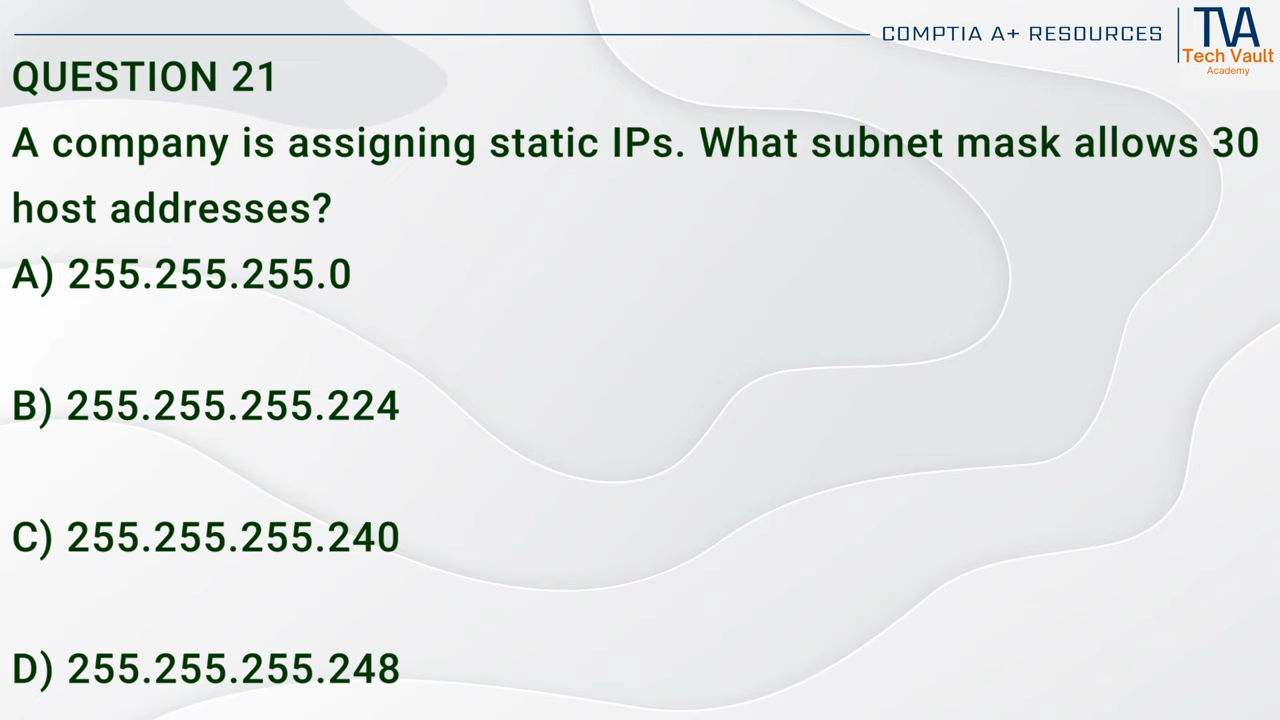 COMPTIA A+ RESOURCES
TVA
Tech Vault
Academy
QUESTION 21
A company is assigning static IPs. What subnet mask allows 30
host addresses?
A) 255.255.255.0
B) 255.255.255.224
C) 255.255.255.240
D) 255.255.255.248